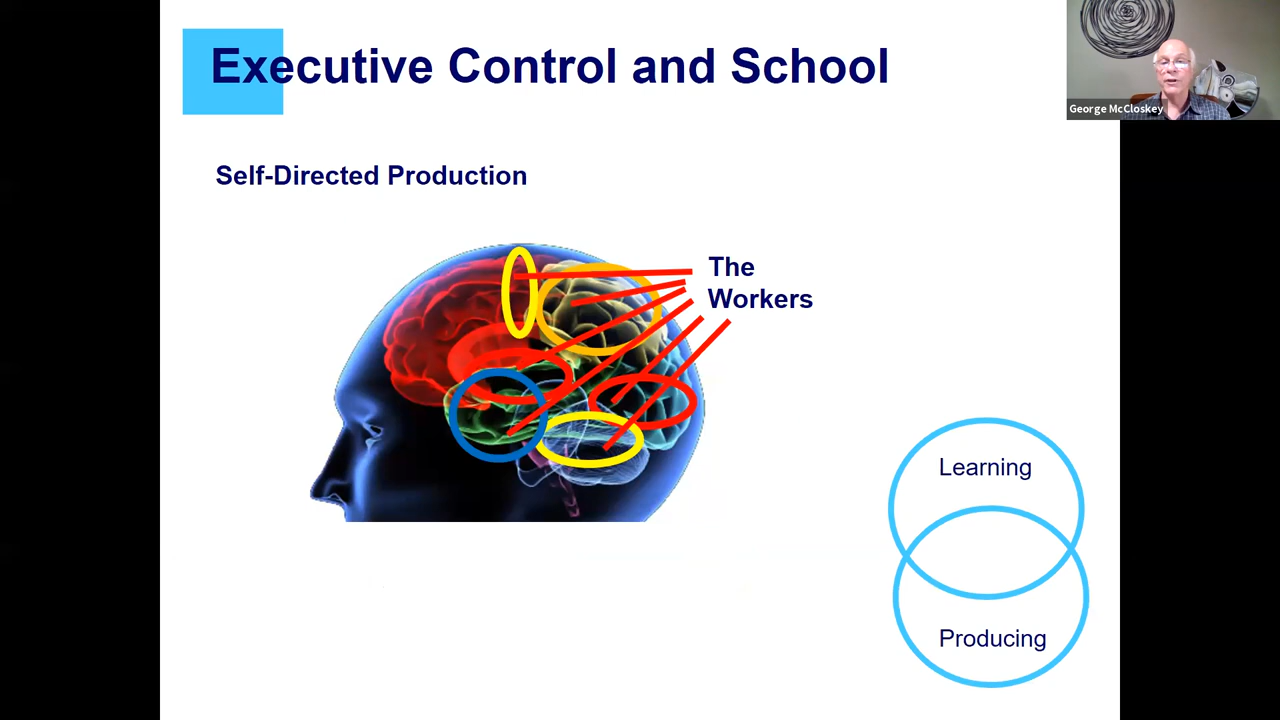 Executive Control and School
George McCloskey
Self-Directed Production
The
Workers
Learning
Producing